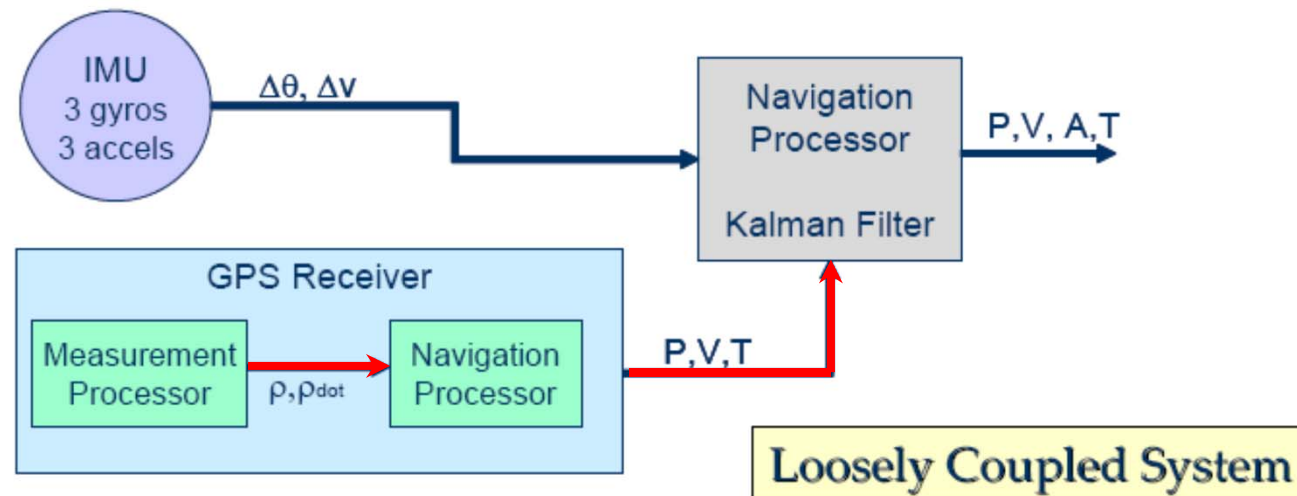 IMU
3 gyros
3 accels
Δθ, Δv
Navigation
Processor
Kalman Filter
P,V, A,T
GPS Receiver
Measurement
Processor
ρ,ρdot
Navigation
Processor
P,V,T
Loosely Coupled System